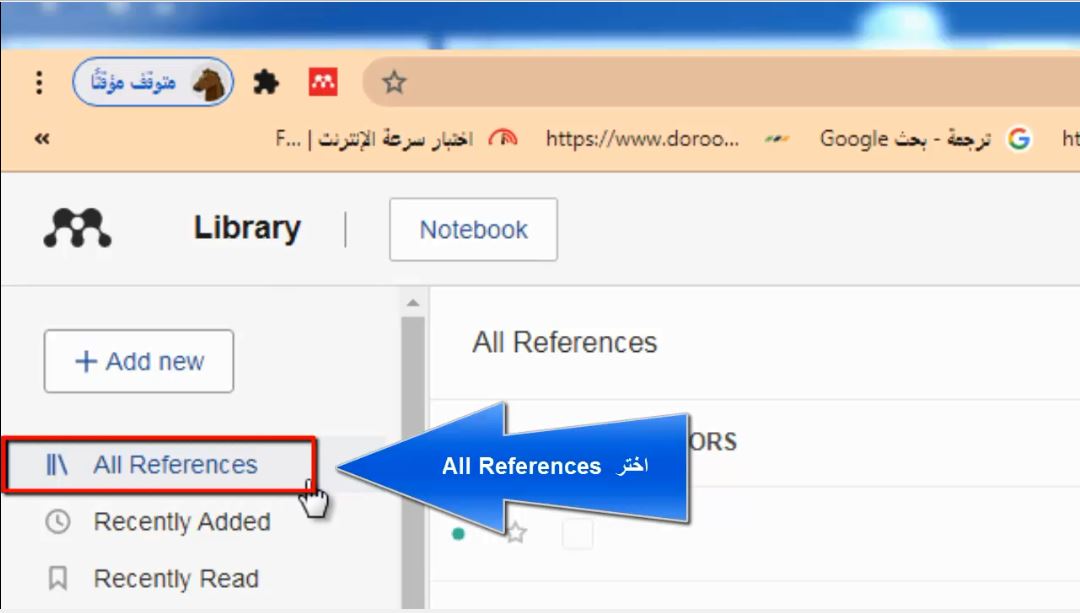 متوقّف مؤقتًا
اختبار سرعة الإنترنت | F...
https://www.doroo...
ترجمة - بحث Google
ht
Library
Notebook
+ Add new
All References
All References
ORS
اختر All References
Recently Added
Recently Read